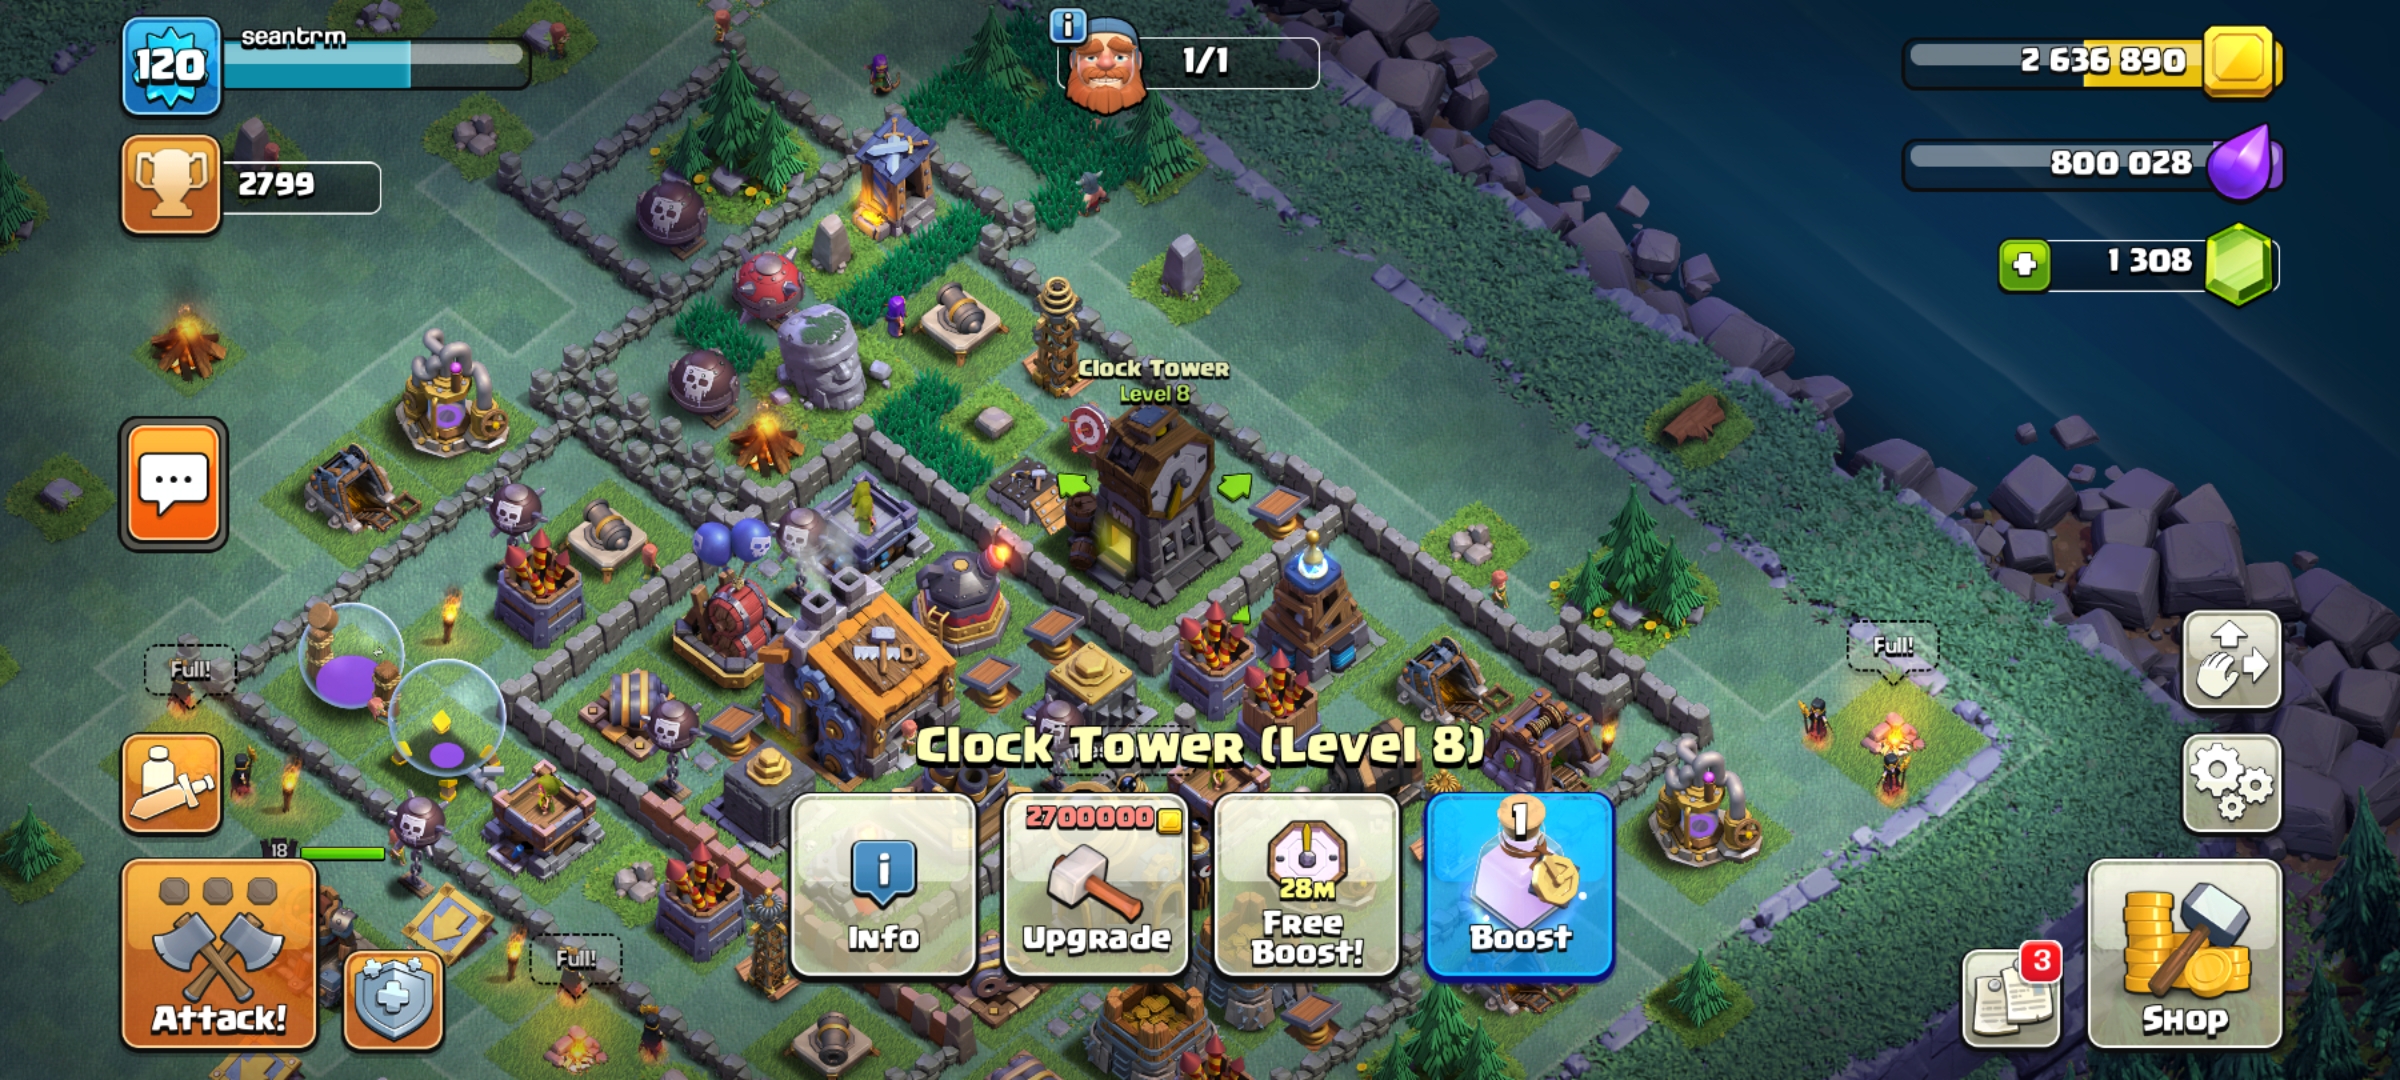 120
seantrm
1/1
2 636 890
2799
800 028
1 308
Clock Tower
Level 8
Full!
Full!
Clock Tower (Level 8)
18
2700000
1
28M
Info
Upgrade
Free
Boost!
Boost
Full!
3
Attack!
Shop